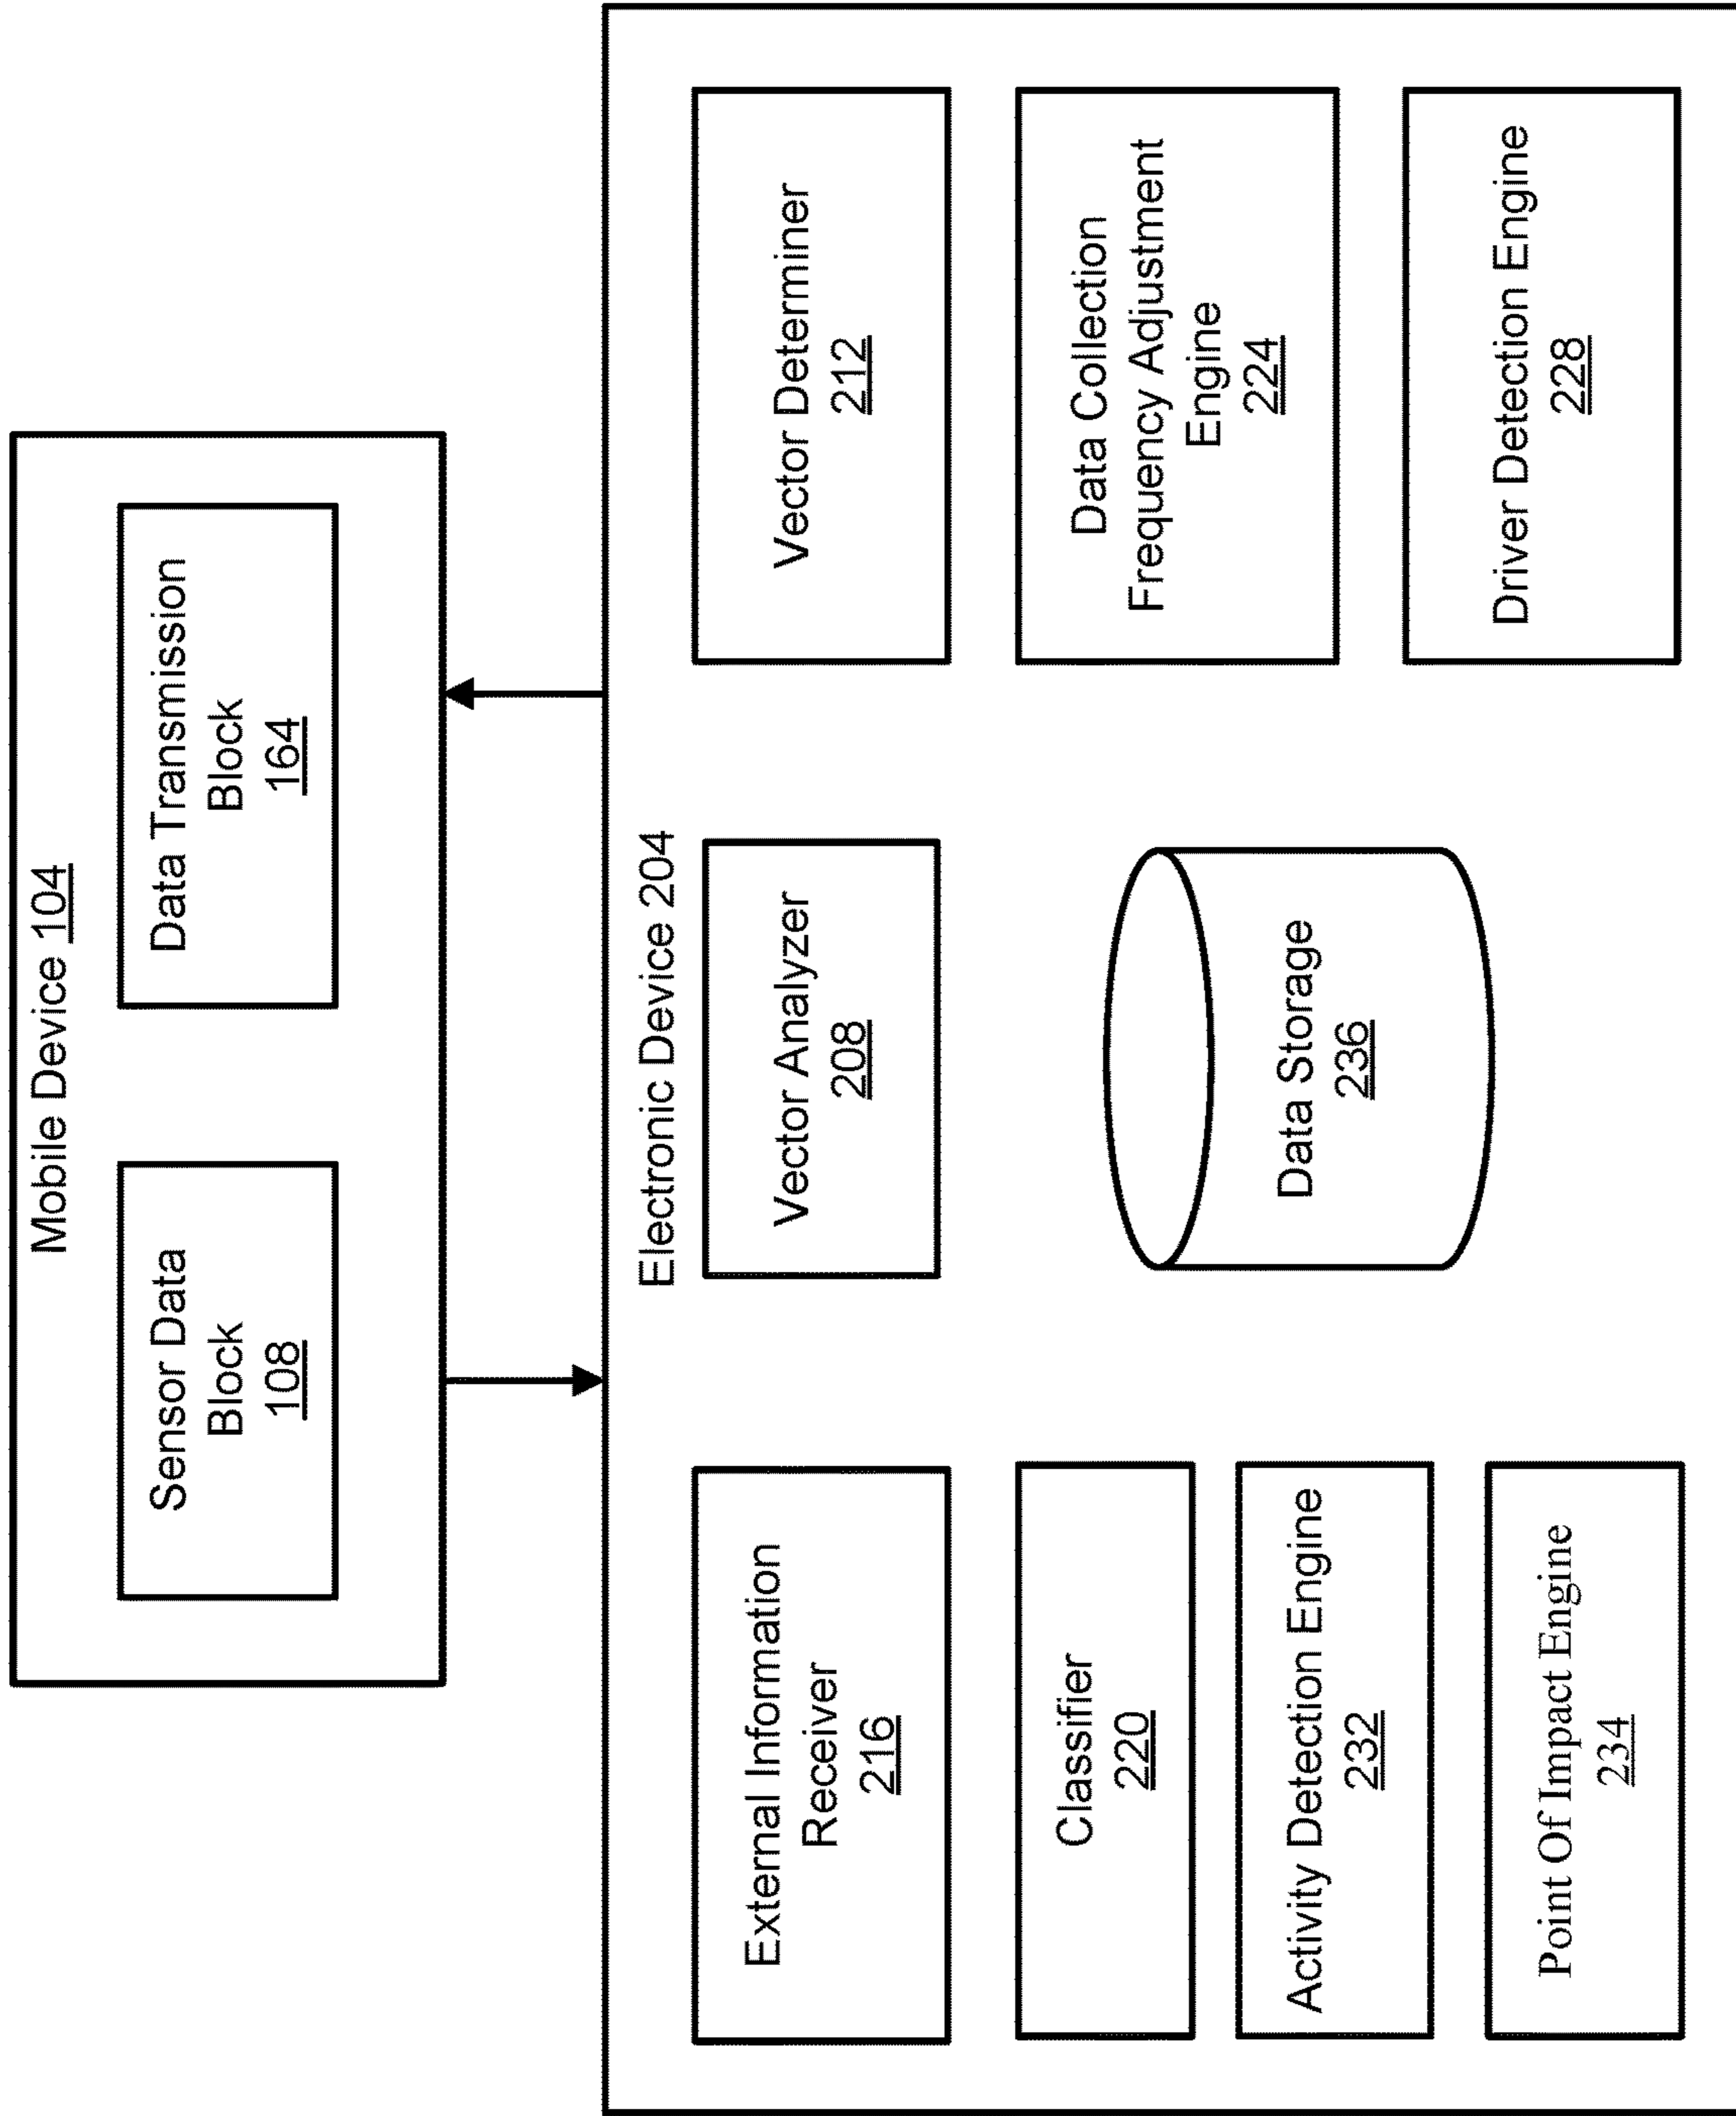 Mobile Device 104
Sensor Data
Block
108
Data Transmission
Block
164
Electronic Device 204
External Information
Receiver
216
Vector Analyzer
208
Vector Determiner
212
Classifier
220
Data Collection
Frequency Adjustment
Engine
224
Activity Detection Engine
232
Data Storage
236
Driver Detection Engine
228
Point Of Impact Engine
234